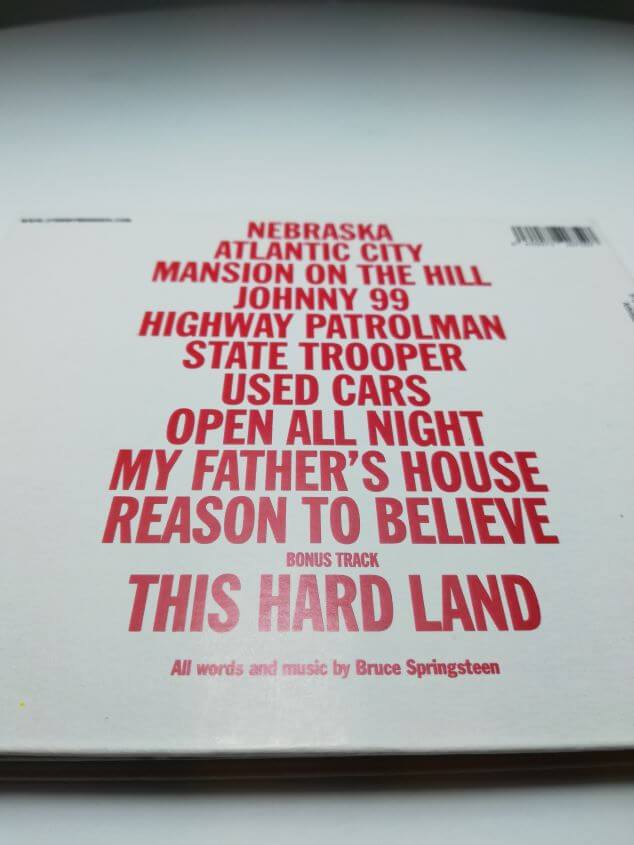 NEBRASKA
ATLANTIC CITY
MANSION ON THE HILL
JOHNNY 99
HIGHWAY PATROLMAN
STATE TROOPER
USED CARS
OPEN ALL NIGHT
MY FATHER'S HOUSE
REASON TO BELIEVE
BONUS TRACK
THIS HARD LAND
All words and music by Bruce Springsteen